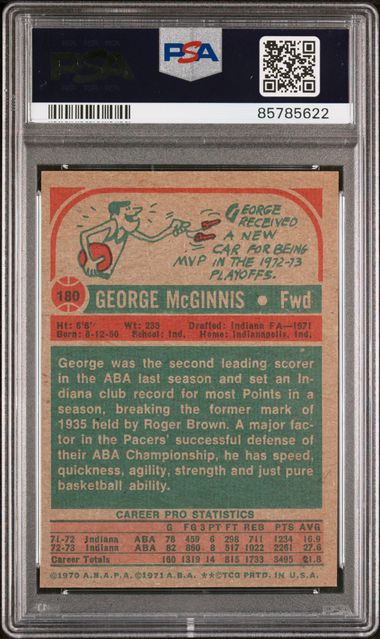 PSA
PSA
85785622
GEORGE
RECEIVED
A NEW
CAR FOR BEING
MVP IN THE 1972-73
PLAYOFFS.
180 GEORGE McGINNIS • Fwd
Ht: 6'8" Wt: 235 Drafted: Indiana FA—1971
Born: 8-12-50 School: Ind. Home: Indianapolis, Ind.
George was the second leading scorer
in the ABA last season and set an In-
diana club record for most Points in a
season, breaking the former mark of
1935 held by Roger Brown. A major fac-
tor in the Pacers' successful defense of
their ABA Championship, he has speed,
quickness, agility, strength and just pure
basketball ability.
CAREER PRO STATISTICS
G FG 3 PT FT REB PTS AVG
71-72 Indiana ABA 78 459 6 298 711 1234 16.9
72-73 Indiana ABA 82 860 8 517 1022 2261 27.6
Career Totals 160 1319 14 815 1733 3495 21.8
©1970 A.B.A.P.A. ©1971 A.B.A. **©TCG PRTD. IN U.S.A.